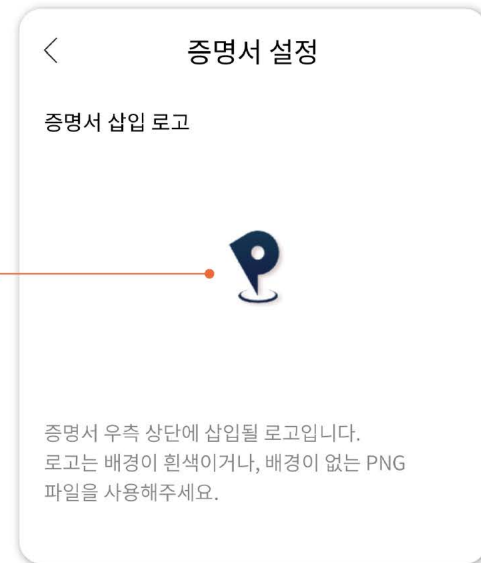 증명서 설정
증명서 삽입 로고
증명서 우측 상단에 삽입될 로고입니다.
로고는 배경이 흰색이거나, 배경이 없는 PNG
파일을 사용해주세요.